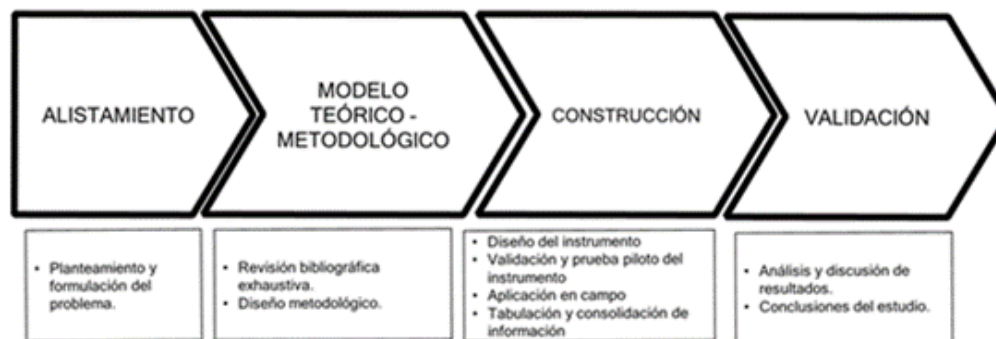 ALISTAMIENTO
MODELO
TEÓRICO -
METODOLÓGICO
CONSTRUCCIÓN
VALIDACIÓN
• Planteamiento y
formulación del
problema.
• Revisión bibliográfica
exhaustiva.
• Diseño metodológico.
• Diseño del instrumento
• Validación y prueba piloto del
instrumento
• Aplicación en campo
• Tabulación y consolidación de
información
• Análisis y discusión de
resultados.
• Conclusiones del estudio.